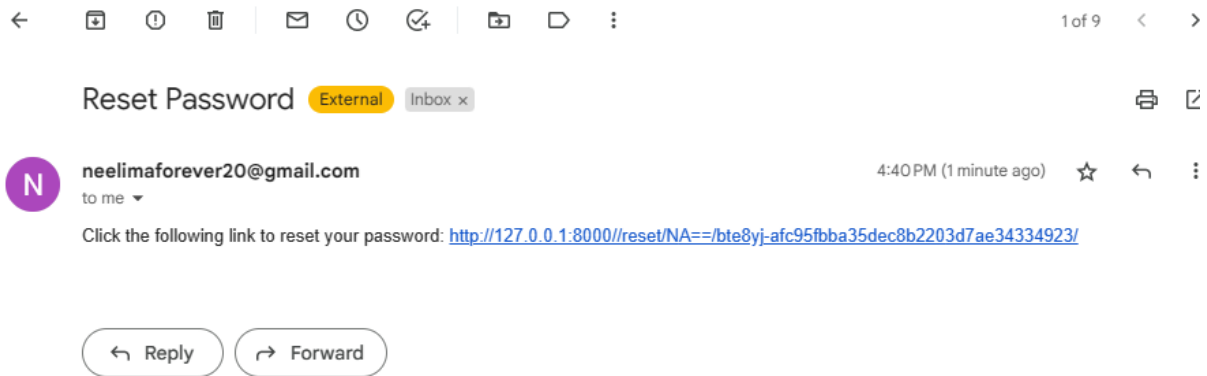 1 of 9
Reset Password External Inbox ×
N
neelimaforever20@gmail.com 4:40 PM (1 minute ago)
to me
Click the following link to reset your password: http://127.0.0.1:8000//reset/NA==/bte8yj-afc95fbba35dec8b2203d7ae34334923/
Reply Forward